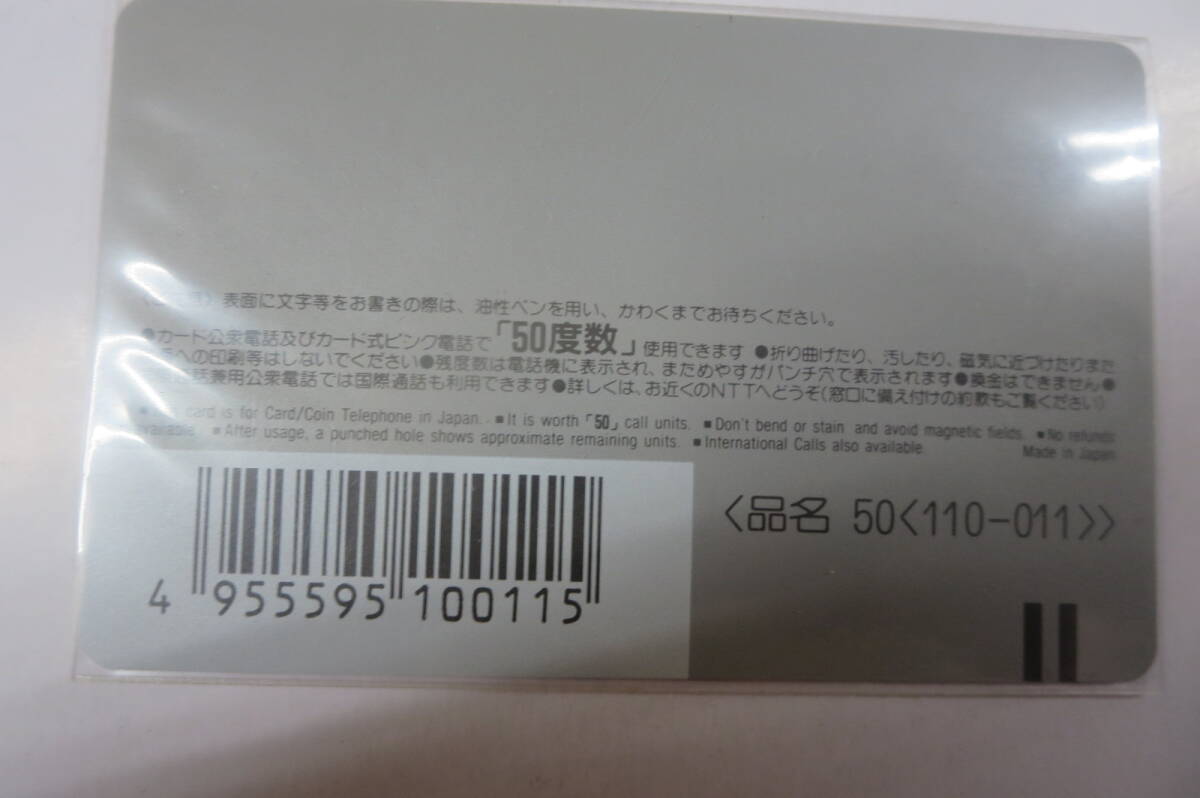 表面に文字等をお書きの際は、油性ペンを用い、かわくまでお待ちください。
●カード公衆電話及びカード式ピンク電話で「50度数」使用できます ●折り曲げたり、汚したり、磁気に近づけたりまた
への印刷等はしないでください●残度数は電話機に表示され、まためやすがパンチ穴で表示されます●換金はできません●
話兼用公衆電話では国際通話も利用できます●詳しくは、お近くのNTTへどうぞ(窓口に備え付けの約款もご覧ください)
card is for Card/Coin Telephone in Japan. ■It is worth「50」call units. ■Don't bend or stain and avoid magnetic fields. ■No refunds
available. ■After usage, a punched hole shows approximate remaining units. ■International Calls also available.
Made in Japan
〈品名 50〈110-011〉〉
4 955595 100115